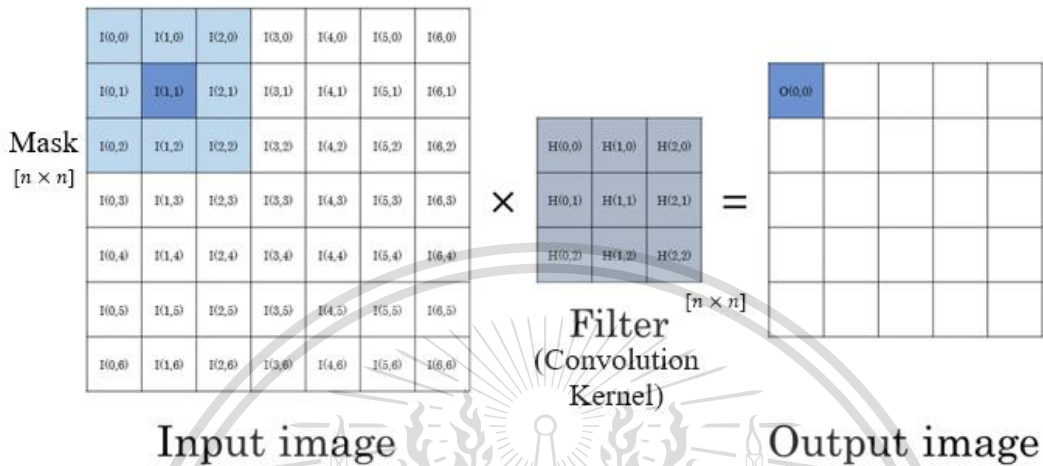 I(0,0) I(1,0) I(2,0) I(3,0) I(4,0) I(5,0) I(6,0)
I(0,1) I(1,1) I(2,1) I(3,1) I(4,1) I(5,1) I(6,1)
I(0,2) I(1,2) I(2,2) I(3,2) I(4,2) I(5,2) I(6,2)
I(0,3) I(1,3) I(2,3) I(3,3) I(4,3) I(5,3) I(6,3)
I(0,4) I(1,4) I(2,4) I(3,4) I(4,4) I(5,4) I(6,4)
I(0,5) I(1,5) I(2,5) I(3,5) I(4,5) I(5,5) I(6,5)
I(0,6) I(1,6) I(2,6) I(3,6) I(4,6) I(5,6) I(6,6)
Mask
[n × n]
Input image
×
H(0,0) H(1,0) H(2,0)
H(0,1) H(1,1) H(2,1)
H(0,2) H(1,2) H(2,2)
[n × n]
Filter
(Convolution
Kernel)
=
O(0,0)
Output image